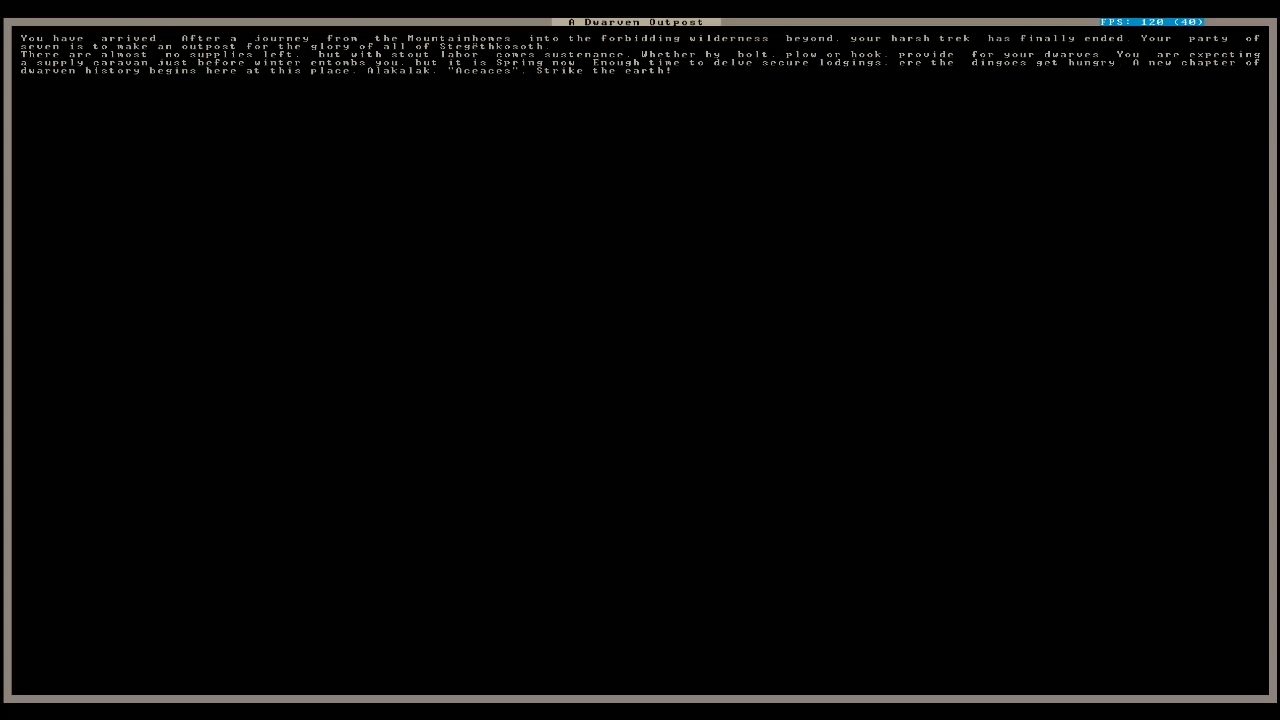 A Dwarven Outpost
FPS: 120 (40)
You have arrived. After a journey from the Mountainhomes into the forbidding wilderness beyond, your harsh trek has finally ended. Your party of
seven is to make an outpost for the glory of all of Stegëthkosoth.
There are almost no supplies left, but with stout labor comes sustenance. Whether by bolt, plow or hook, provide for your dwarves. You are expecting
a supply caravan just before winter entombs you, but it is Spring now. Enough time to delve secure lodgings, ere the dingoes get hungry. A new chapter of
dwarven history begins here at this place, Alakalak, "Aceaces". Strike the earth!